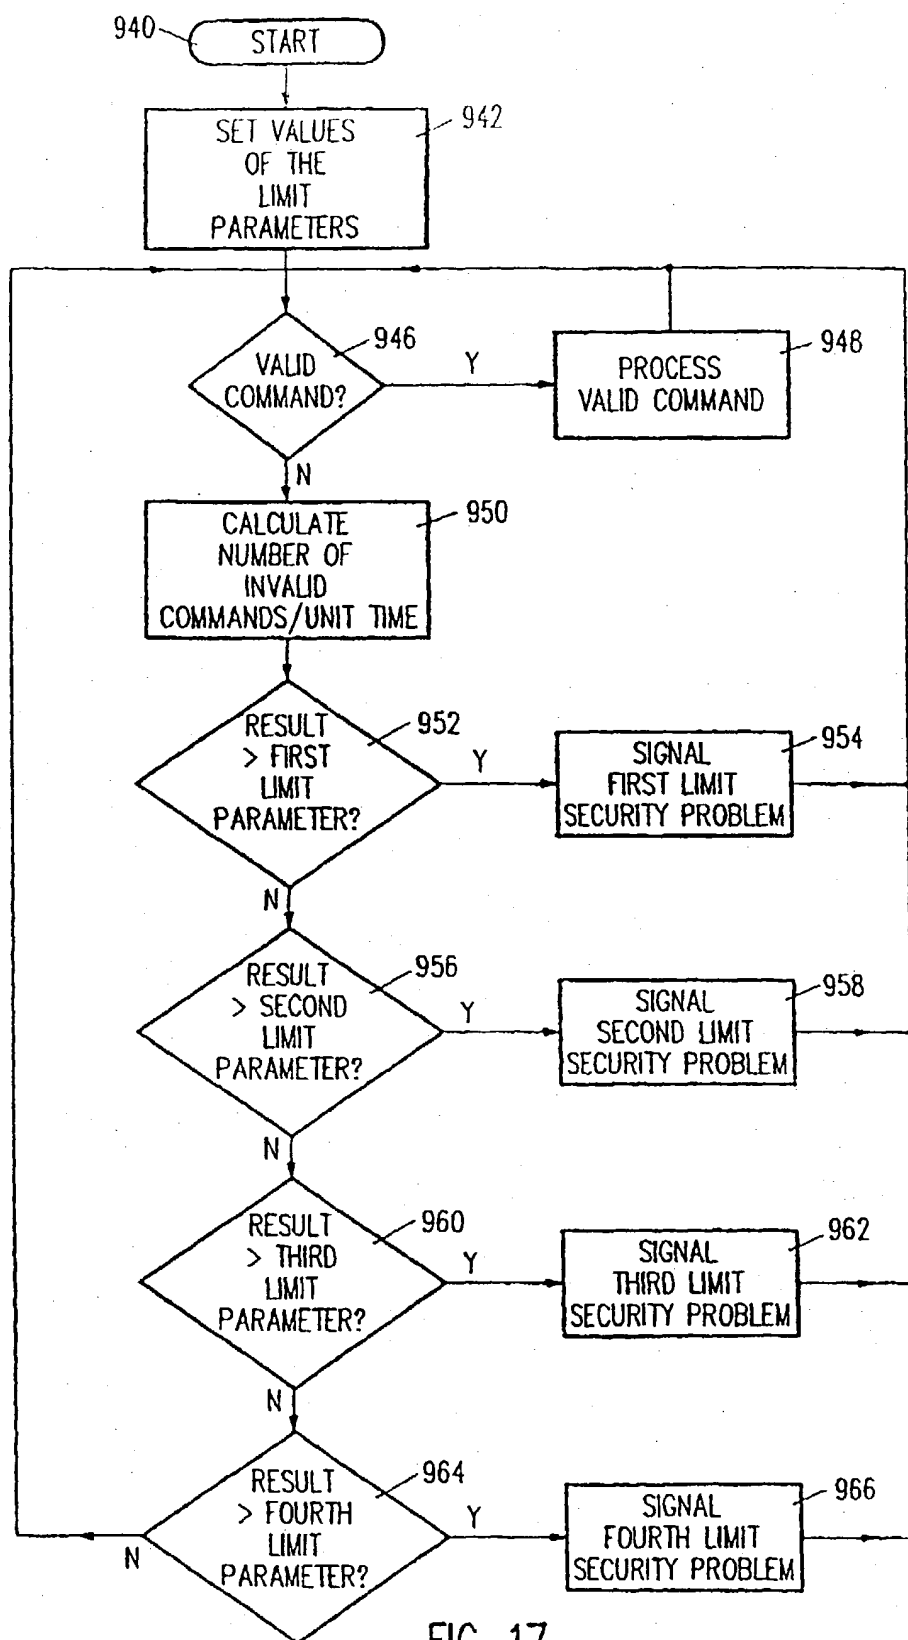 940
START
942
SET VALUES
OF THE
LIMIT
PARAMETERS
946
VALID
COMMAND?
Y
948
PROCESS
VALID COMMAND
N
950
CALCULATE
NUMBER OF
INVALID
COMMANDS/UNIT TIME
952
RESULT
> FIRST
LIMIT
PARAMETER?
Y
954
SIGNAL
FIRST LIMIT
SECURITY PROBLEM
N
956
RESULT
> SECOND
LIMIT
PARAMETER?
Y
958
SIGNAL
SECOND LIMIT
SECURITY PROBLEM
N
960
RESULT
> THIRD
LIMIT
PARAMETER?
Y
962
SIGNAL
THIRD LIMIT
SECURITY PROBLEM
N
964
RESULT
> FOURTH
LIMIT
PARAMETER?
Y
966
SIGNAL
FOURTH LIMIT
SECURITY PROBLEM
N
FIG. 17